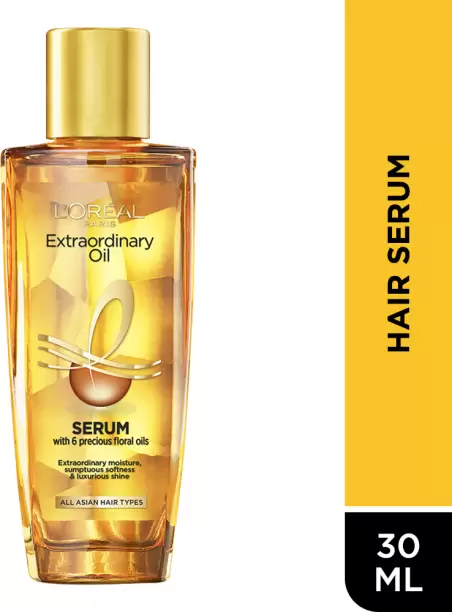 L'ORÉAL
PARIS
Extraordinary
Oil
SERUM
with 6 precious floral oils
Extraordinary moisture,
sumptuous softness
& luxurious shine
ALL ASIAN HAIR TYPES
HAIR SERUM
30
ML